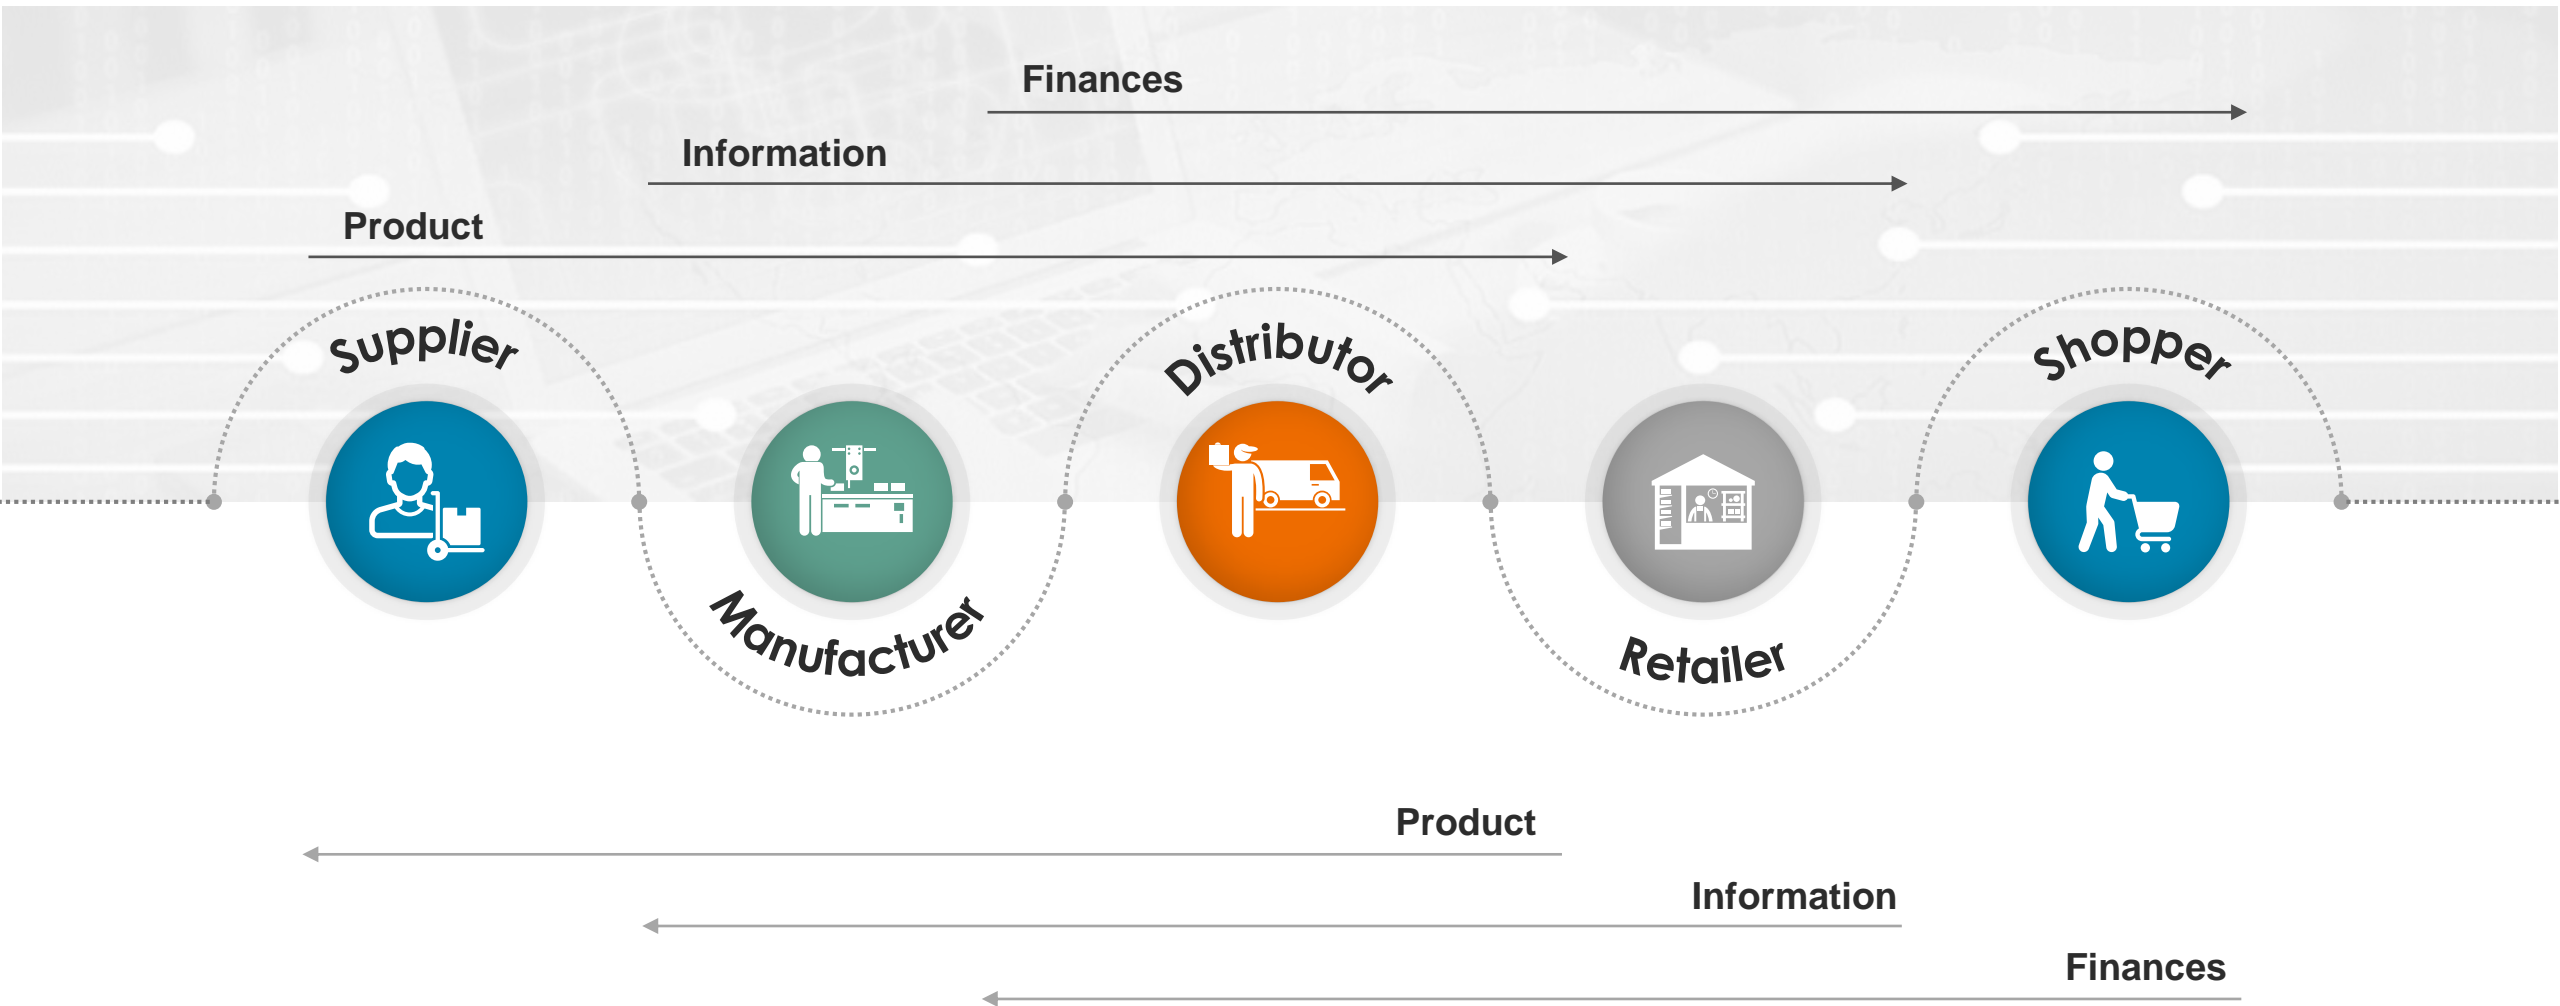 Finances
Information
Product
Supplier
Distributor
Shopper
Manufacturer
Retailer
Product
Information
Finances